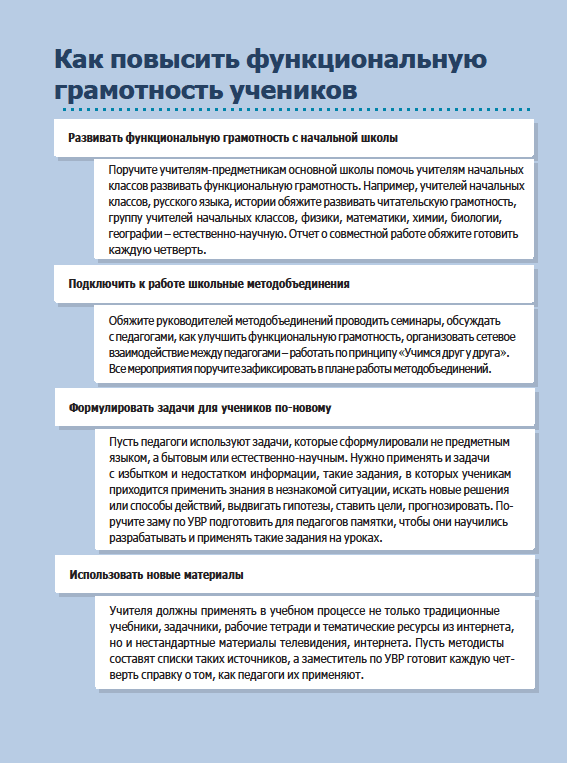 Как повысить функциональную
грамотность учеников
Развивать функциональную грамотность с начальной школы
Поручите учителям-предметникам основной школы помочь учителям начальных
классов развивать функциональную грамотность. Например, учителей начальных
классов, русского языка, истории обяжите развивать читательскую грамотность,
группу учителей начальных классов, физики, математики, химии, биологии,
географии – естественно-научную. Отчет о совместной работе обяжите готовить
каждую четверть.
Подключить к работе школьные методобъединения
Обяжите руководителей методобъединений проводить семинары, обсуждать
с педагогами, как улучшить функциональную грамотность, организовать сетевое
взаимодействие между педагогами – работать по принципу «Учимся друг у друга».
Все мероприятия поручите зафиксировать в плане работы методобъединений.
Формулировать задачи для учеников по-новому
Пусть педагоги используют задачи, которые сформулировали не предметным
языком, а бытовым или естественно-научным. Нужно применять и задачи
с избытком и недостатком информации, такие задания, в которых ученикам
приходится применить знания в незнакомой ситуации, искать новые решения
или способы действий, выдвигать гипотезы, ставить цели, прогнозировать. По-
ручите заму по УВР подготовить для педагогов памятки, чтобы они научились
разрабатывать и применять такие задания на уроках.
Использовать новые материалы
Учителя должны применять в учебном процессе не только традиционные
учебники, задачники, рабочие тетради и тематические ресурсы из интернета,
но и нестандартные материалы телевидения, интернета. Пусть методисты
составят списки таких источников, а заместитель по УВР готовит каждую чет-
верть справку о том, как педагоги их применяют.